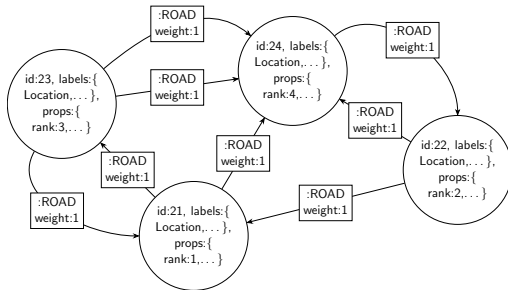 :ROAD
weight:1
id:24, labels:{
Location,... },
props:{
rank:4,... }
:ROAD
weight:1
id:23, labels:{
Location,... },
props:{
rank:3,... }
:ROAD
weight:1
:ROAD
weight:1
:ROAD
weight:1
:ROAD
weight:1
id:22, labels:{
Location,... },
props:{
rank:2,... }
:ROAD
weight:1
:ROAD
weight:1
id:21, labels:{
Location,... },
props:{
rank:1,... }
:ROAD
weight:1